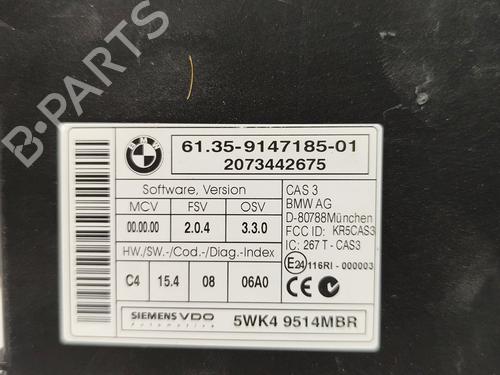 BMW
61.35-9147185-01
2073442675
Software, Version
MCV FSV OSV
00.00.00 2.0.4 3.3.0
HW./SW.-/Cod.-/Diag.-Index
C4 15.4 08 06A0
CAS 3
BMW AG
D-80788München
FCC ID: KR5CAS3
IC: 267 T - CAS3
E24 116RI - 000003
SIEMENS VDO
Automotive
5WK4 9514MBR
B-PARTS